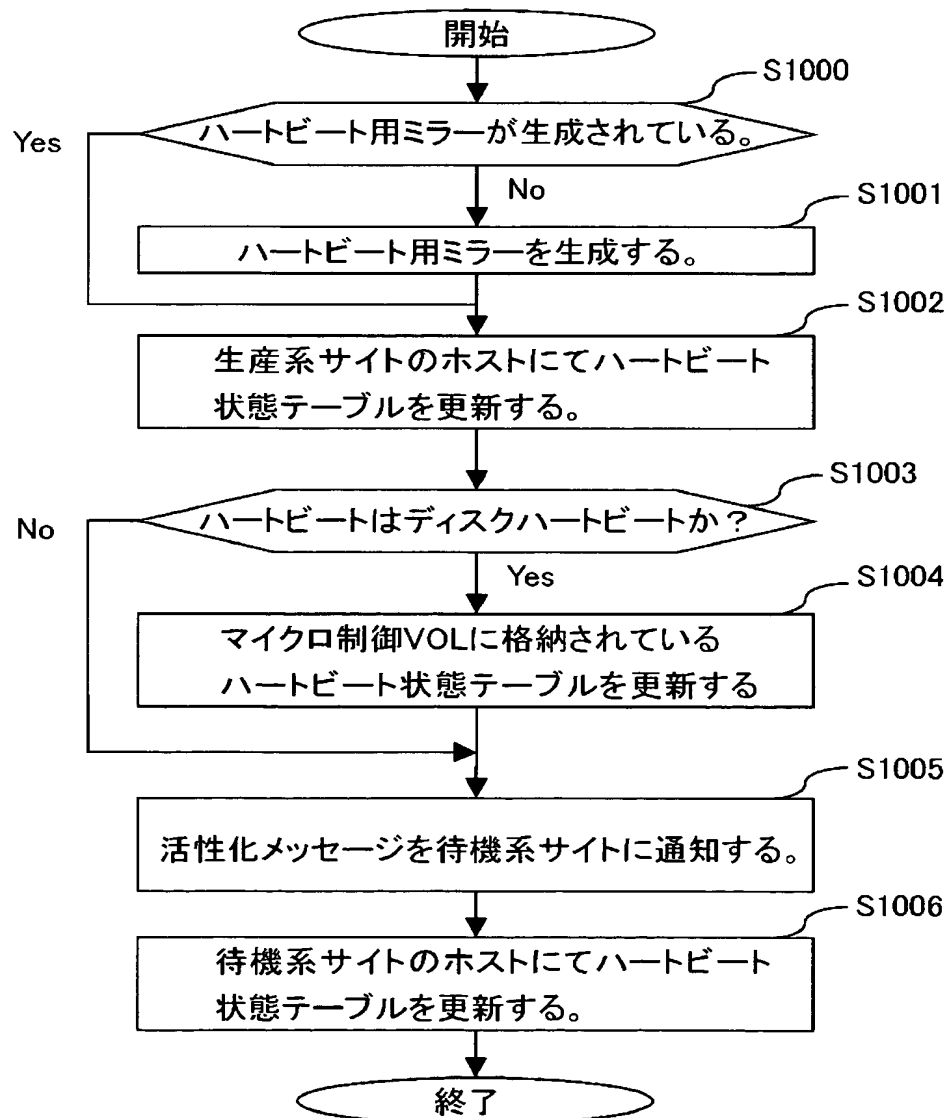 開始
S1000
ハートビート用ミラーが生成されている。
Yes
No
S1001
ハートビート用ミラーを生成する。
S1002
生産系サイトのホストにてハートビート
状態テーブルを更新する。
S1003
ハートビートはディスクハートビートか?
No
Yes
S1004
マイクロ制御VOLに格納されている
ハートビート状態テーブルを更新する
S1005
活性化メッセージを待機系サイトに通知する。
S1006
待機系サイトのホストにてハートビート
状態テーブルを更新する。
終了